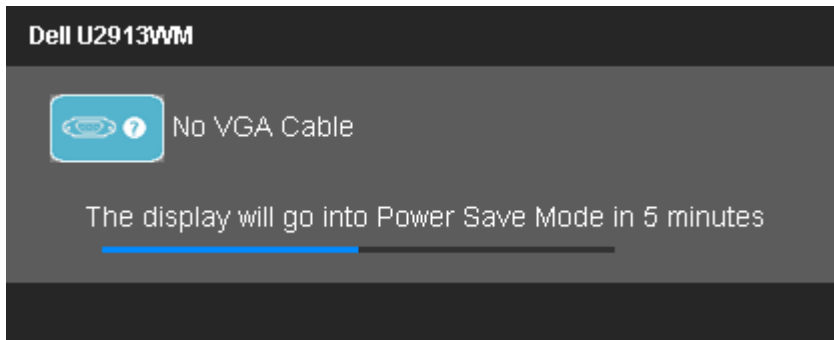 Dell U2913WM
? No VGA Cable
The display will go into Power Save Mode in 5 minutes